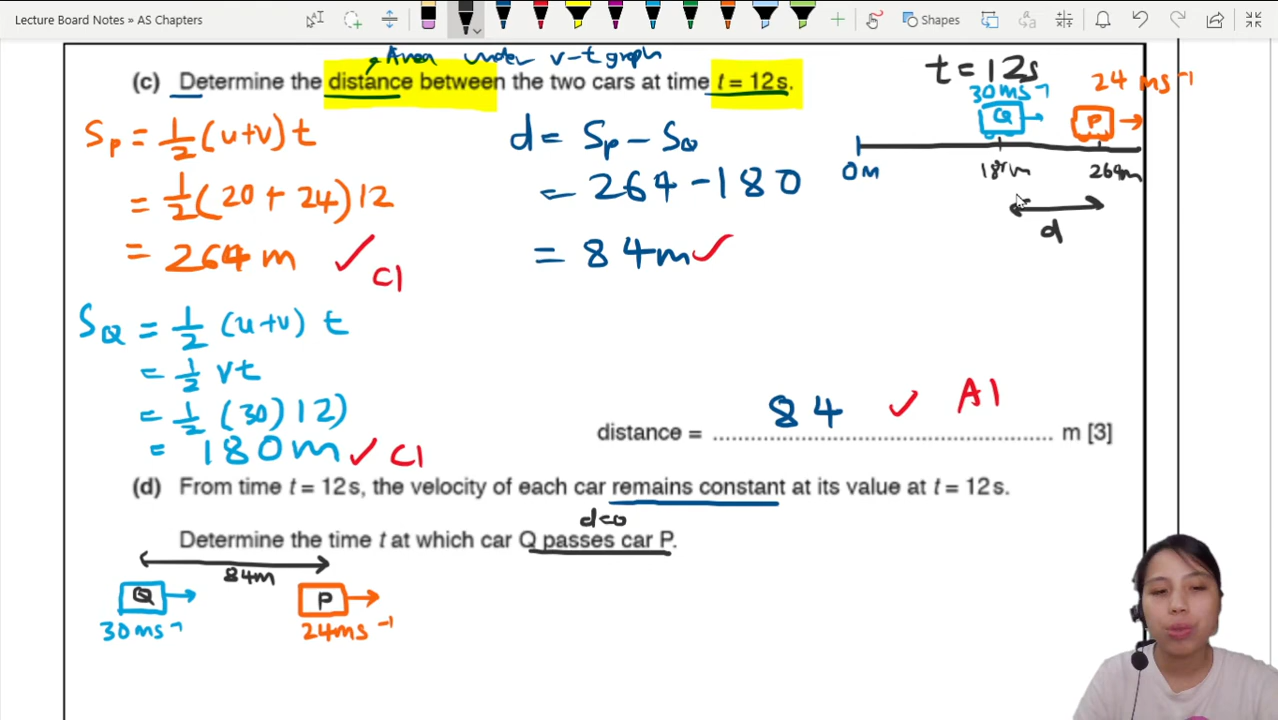 Lecture Board Notes » AS Chapters
Shapes
Area under v-t graph
(c) Determine the distance between the two cars at time t = 12 s.
Sp = 1/2 (u+v) t
= 1/2 (20 + 24) 12
= 264 m ✓ C1
SQ = 1/2 (u+v) t
= 1/2 vt
= 1/2 (30) 12)
= 180m ✓ C1
d = Sp - SQ
= 264 - 180
= 84m ✓
t = 12s
30ms⁻¹
24 ms⁻¹
Q
P
0m
264m
d
84 ✓ A1
distance = .................................................... m [3]
(d) From time t = 12 s, the velocity of each car remains constant at its value at t = 12 s.
d=0
Determine the time t at which car Q passes car P.
84m
Q
P
30ms⁻¹
24ms⁻¹